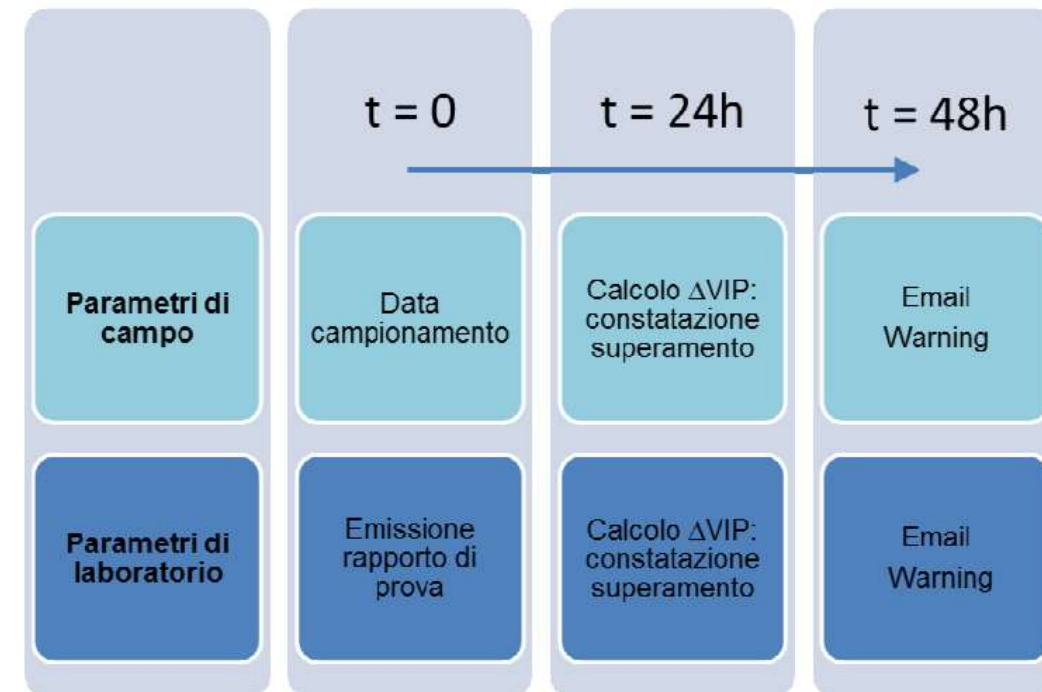 t = 0
t = 24h
t = 48h
Parametri di
campo
Data
campionamento
Calcolo ∆VIP:
constatazione
superamento
Email
Warning
Parametri di
laboratorio
Emissione
rapporto di
prova
Calcolo ∆VIP:
constatazione
superamento
Email
Warning